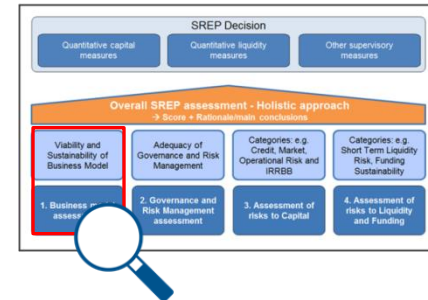 SREP Decision
Quantitative capital
measures
Quantitative liquidity
measures
Other supervisory
measures
Overall SREP assessment - Holistic approach
→ Score + Rationale/main conclusions
Viability and
Sustainability of
Business Model
Adequacy of
Governance and Risk
Management
Categories: e.g.
Credit, Market,
Operational Risk and
IRRBB
Categories: e.g.
Short Term Liquidity
Risk, Funding
Sustainability
1. Business
assess
2. Governance and
Risk Management
assessment
3. Assessment of
risks to Capital
4. Assessment of
risks to Liquidity
and Funding